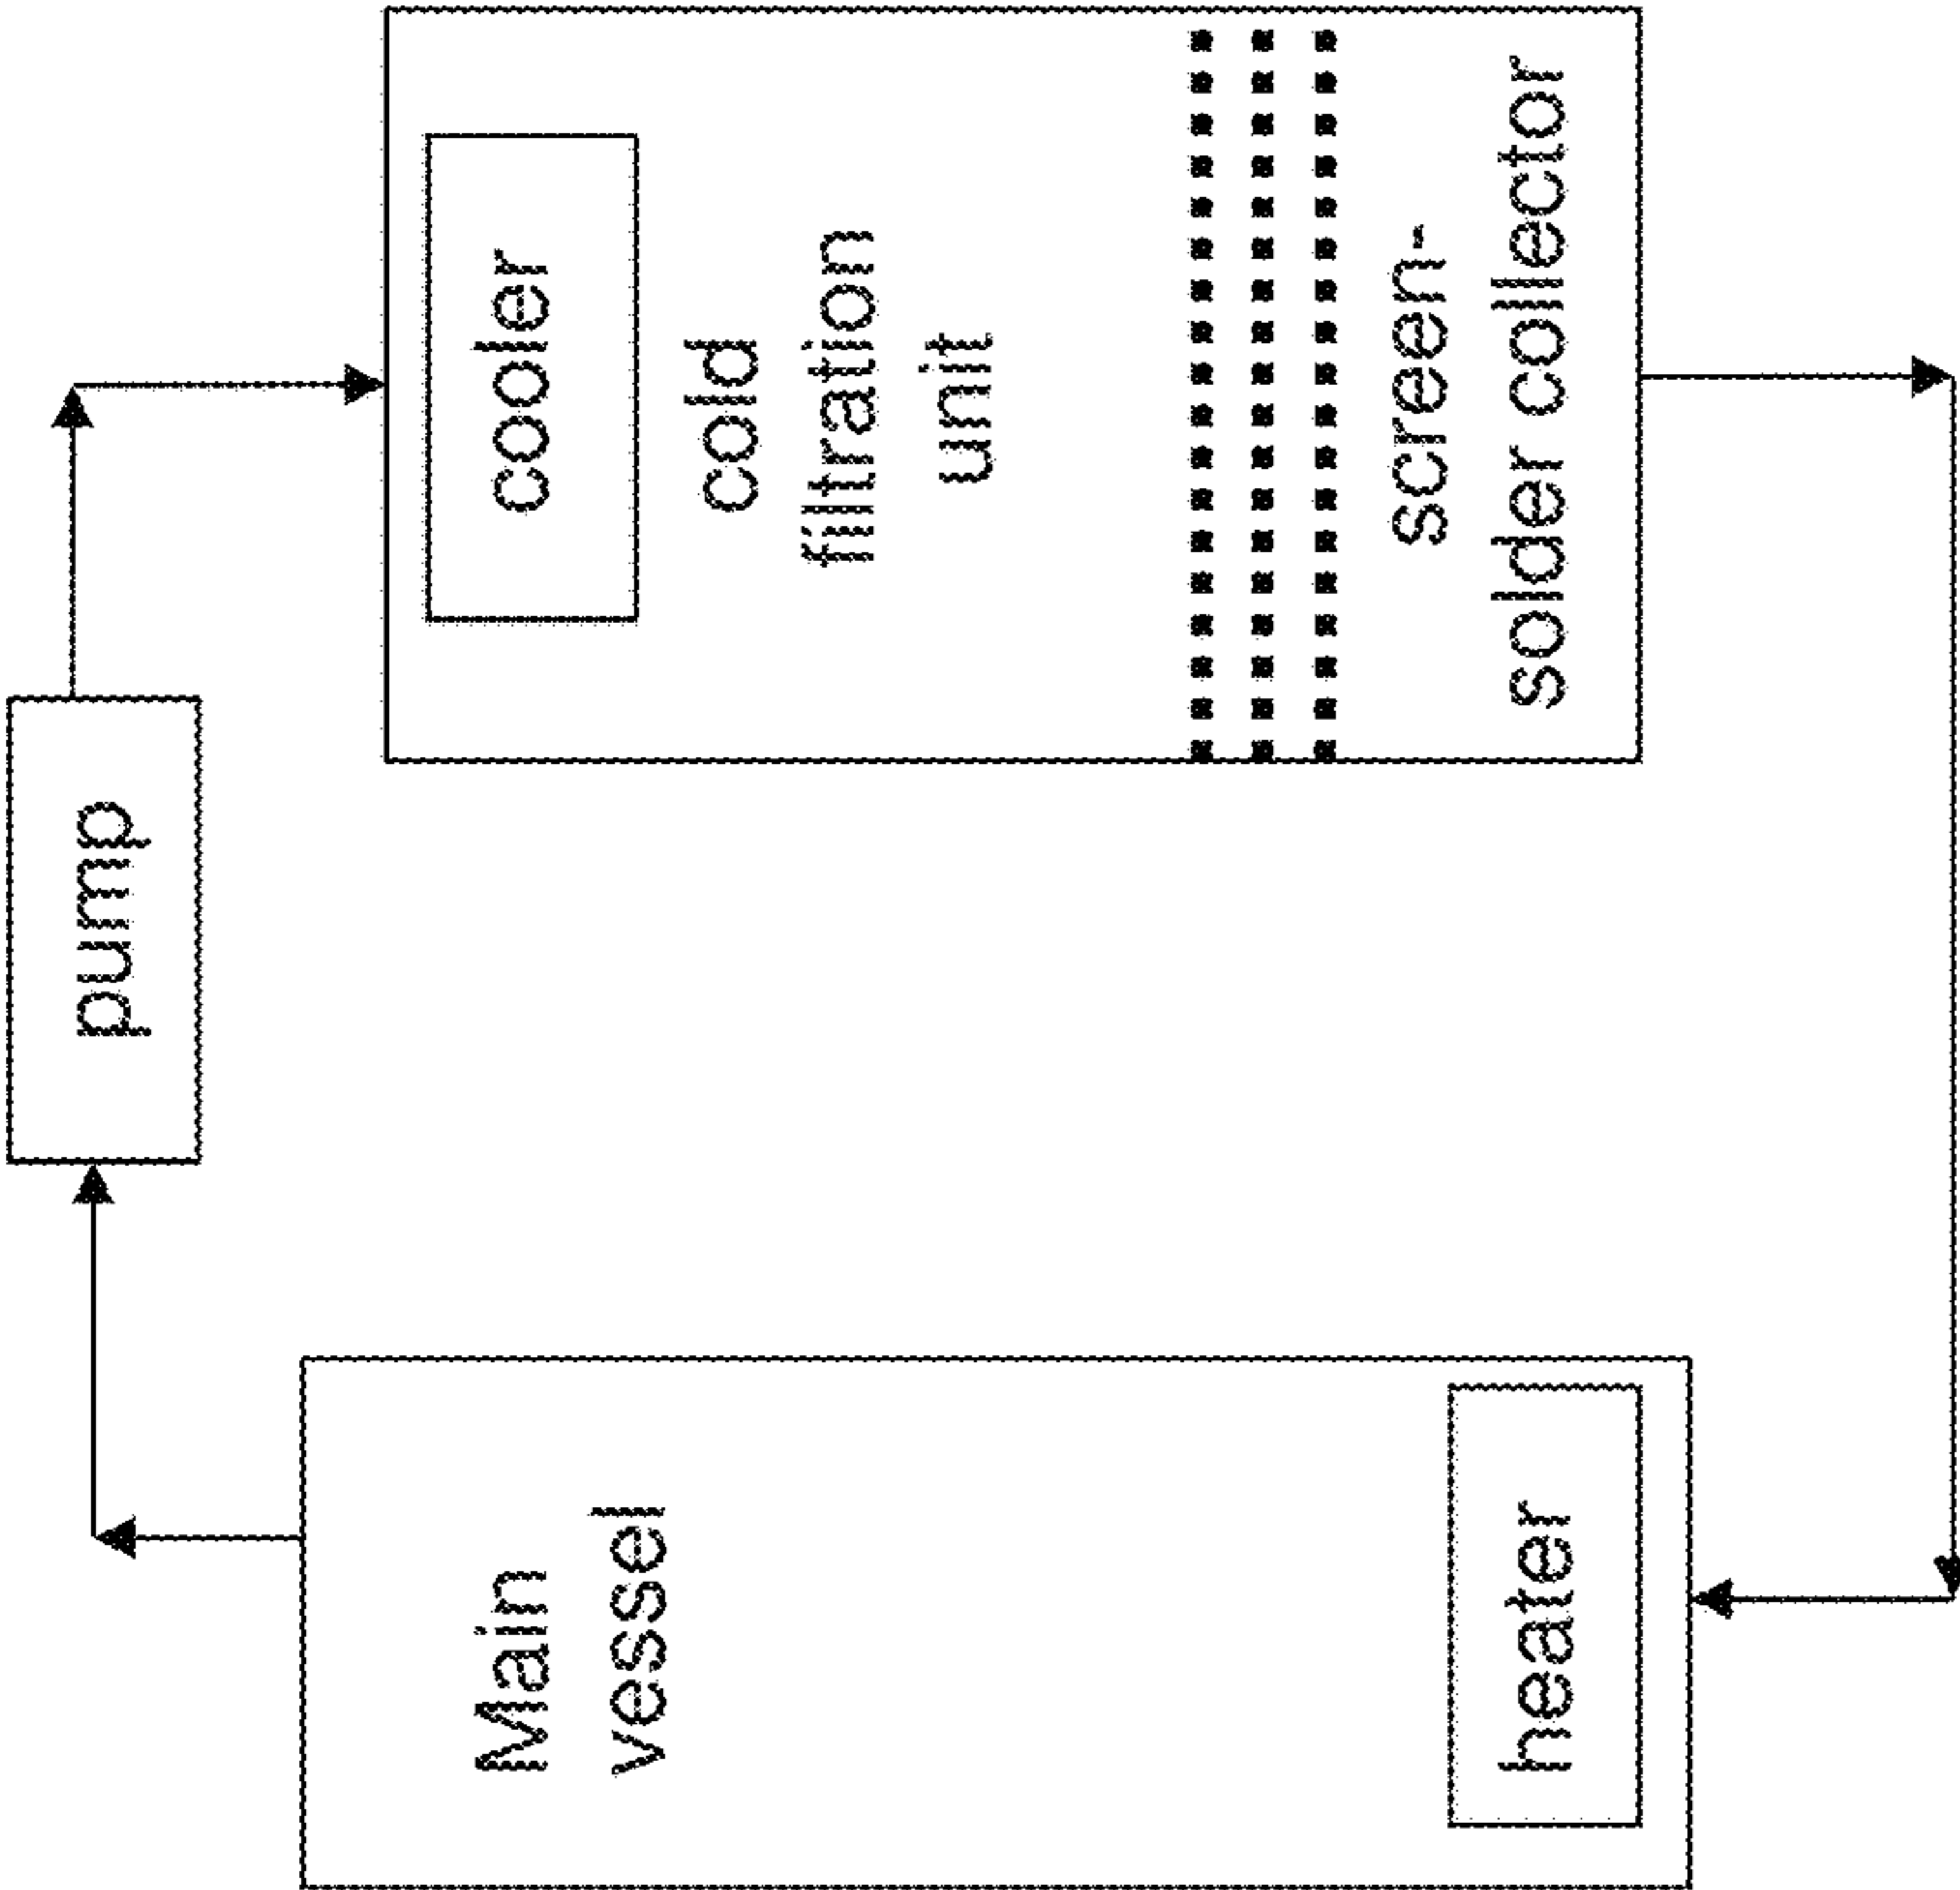 pump
Main
vessel
heater
cooler
cold
filtration
unit
screen-
solder collector